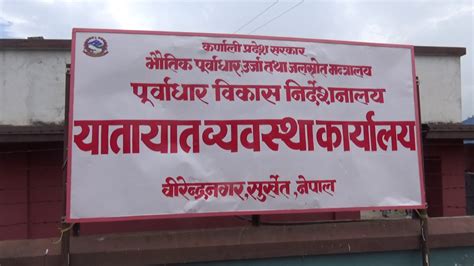 कर्णाली प्रदेश सरकार
भौतिक पूर्वाधार, उर्जा तथा जलस्रोत मन्त्रालय
पूर्वाधार विकास निर्देशनालय
यातायात व्यवस्था कार्यालय
वीरेन्द्रनगर, सुर्खेत, नेपाल